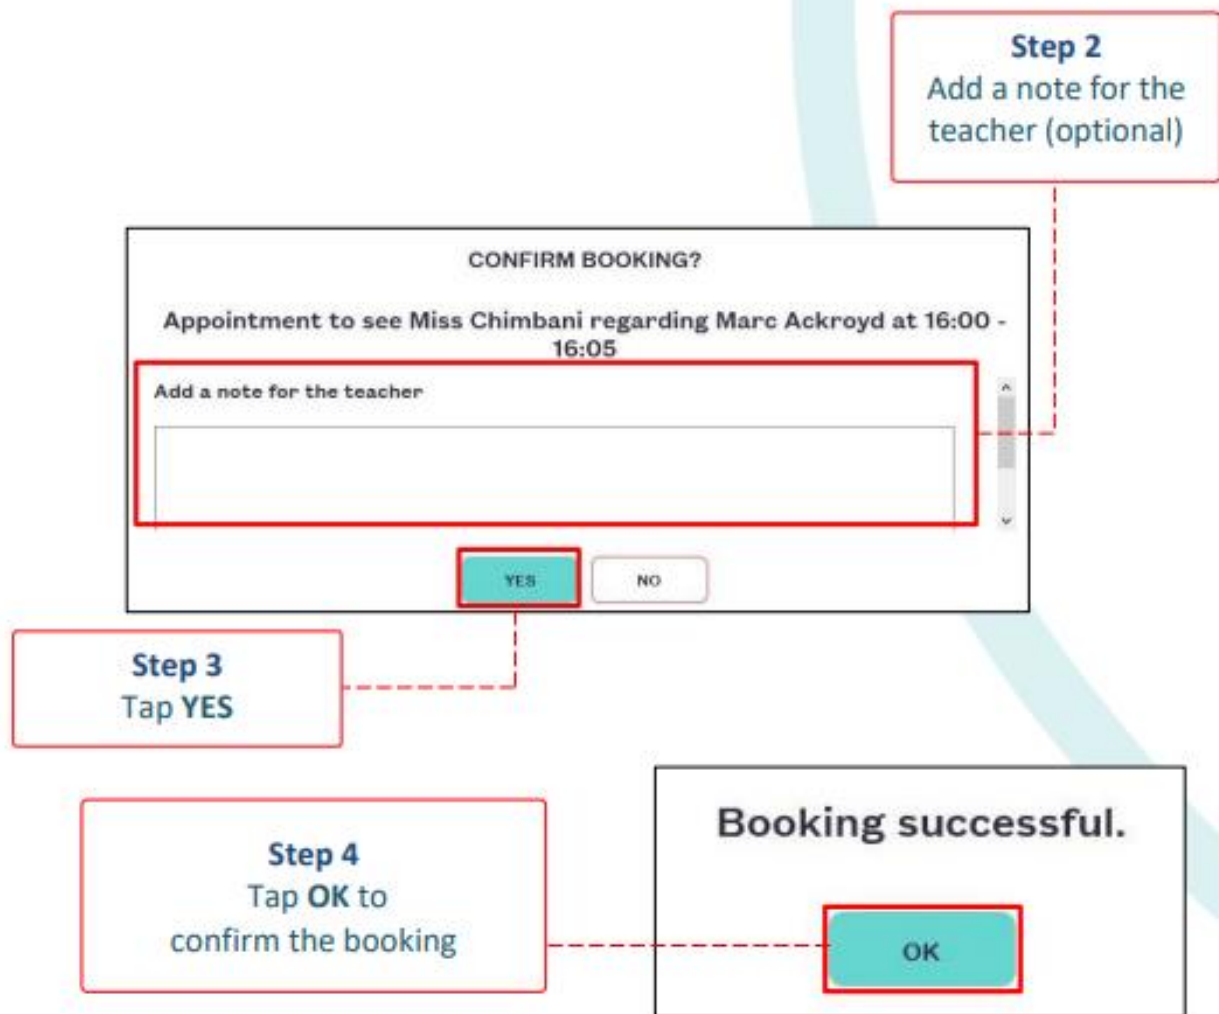 Step 2
Add a note for the
teacher (optional)
CONFIRM BOOKING?
Appointment to see Miss Chimbani regarding Marc Ackroyd at 16:00 -
16:05
Add a note for the teacher
YES
NO
Step 3
Tap YES
Step 4
Tap OK to
confirm the booking
Booking successful.
OK